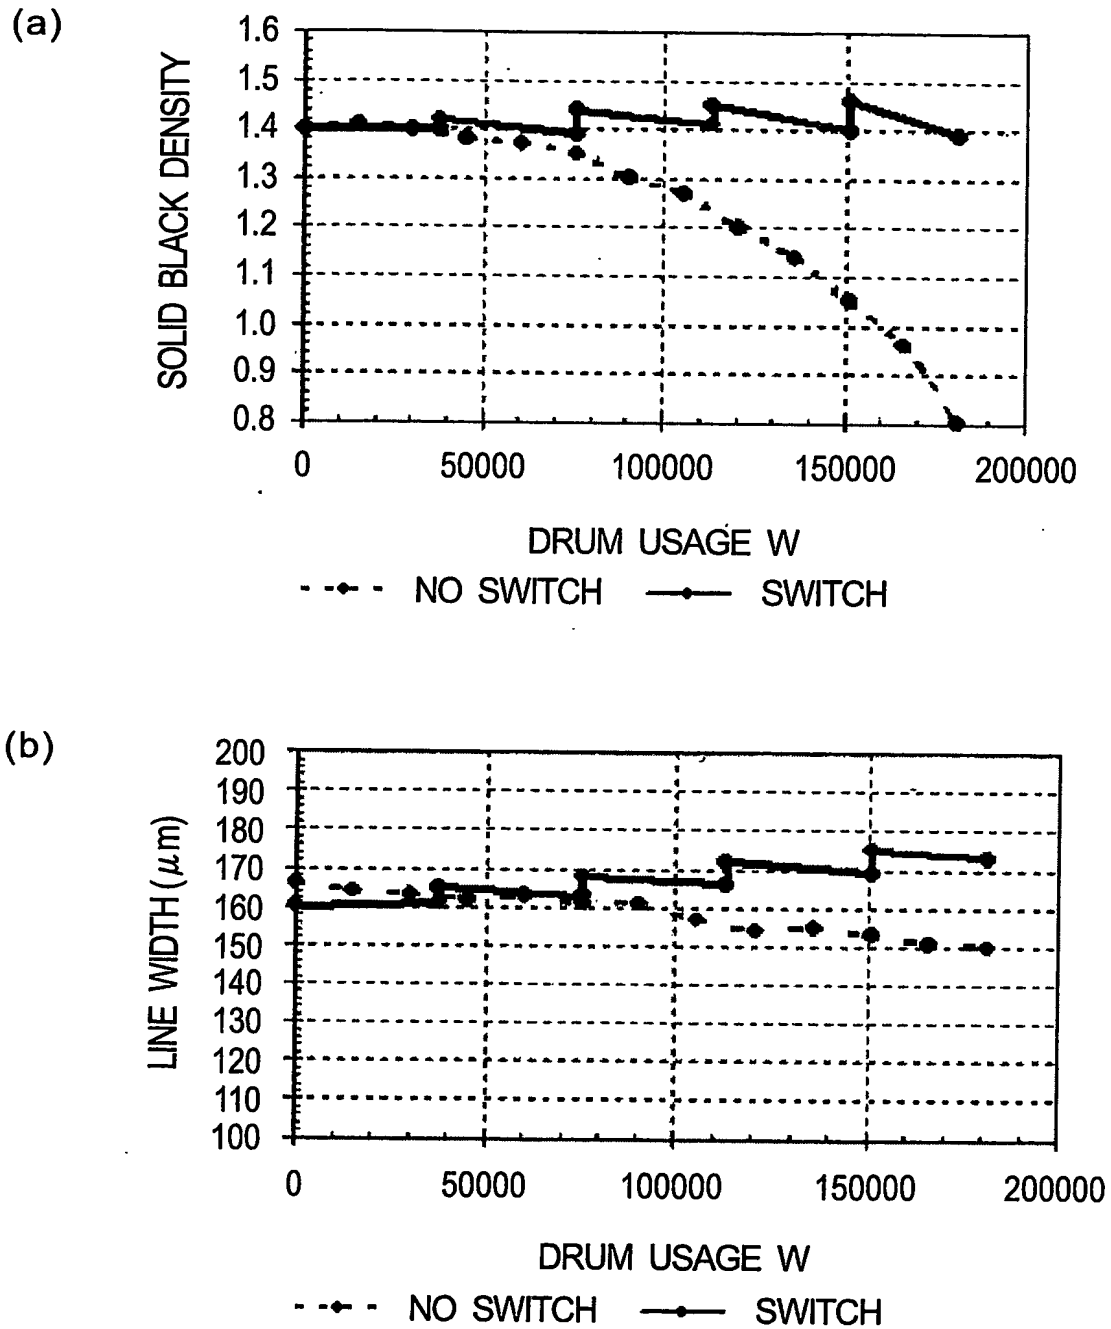 (a)
SOLID BLACK DENSITY
1.6
1.5
1.4
1.3
1.2
1.1
1.0
0.9
0.8
0 50000 100000 150000 200000
DRUM USAGE W
NO SWITCH SWITCH
(b)
LINE WIDTH (μm)
200
190
180
170
160
150
140
130
120
110
100
0 50000 100000 150000 200000
DRUM USAGE W
NO SWITCH SWITCH